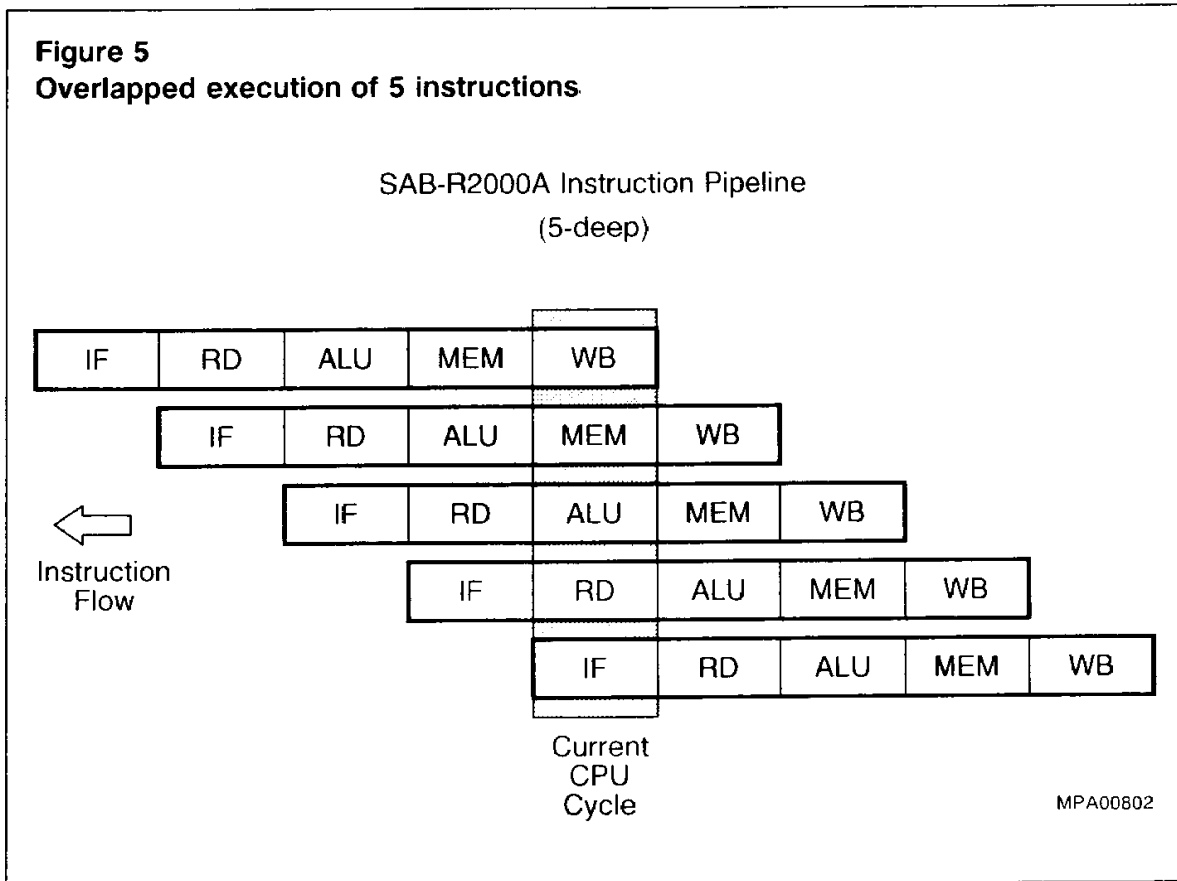 Figure 5
Overlapped execution of 5 instructions
SAB-R2000A Instruction Pipeline
(5-deep)
IF RD ALU MEM WB
IF RD ALU MEM WB
IF RD ALU MEM WB
IF RD ALU MEM WB
IF RD ALU MEM WB
Instruction
Flow
Current
CPU
Cycle
MPA00802